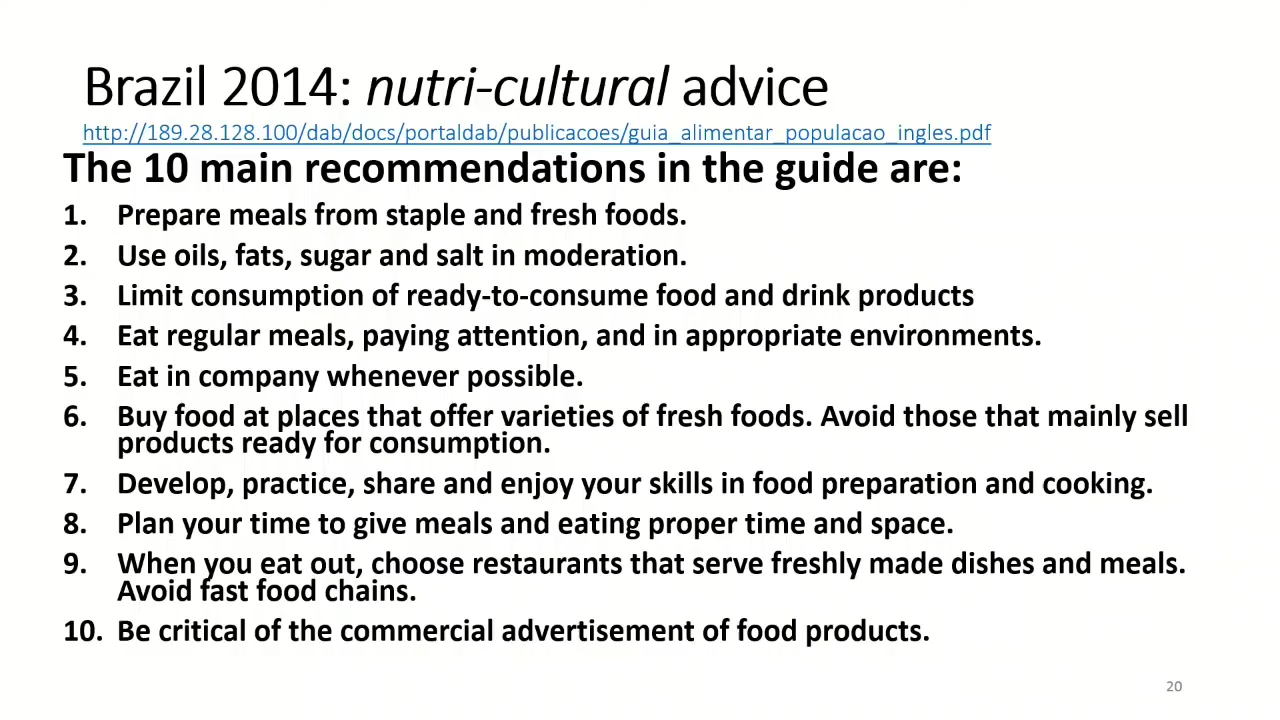 Brazil 2014: nutri-cultural advice
http://189.28.128.100/dab/docs/portaldab/publicacoes/guia_alimentar_populacao_ingles.pdf
The 10 main recommendations in the guide are:
1. Prepare meals from staple and fresh foods.
2. Use oils, fats, sugar and salt in moderation.
3. Limit consumption of ready-to-consume food and drink products
4. Eat regular meals, paying attention, and in appropriate environments.
5. Eat in company whenever possible.
6. Buy food at places that offer varieties of fresh foods. Avoid those that mainly sell
products ready for consumption.
7. Develop, practice, share and enjoy your skills in food preparation and cooking.
8. Plan your time to give meals and eating proper time and space.
9. When you eat out, choose restaurants that serve freshly made dishes and meals.
Avoid fast food chains.
10. Be critical of the commercial advertisement of food products.
20